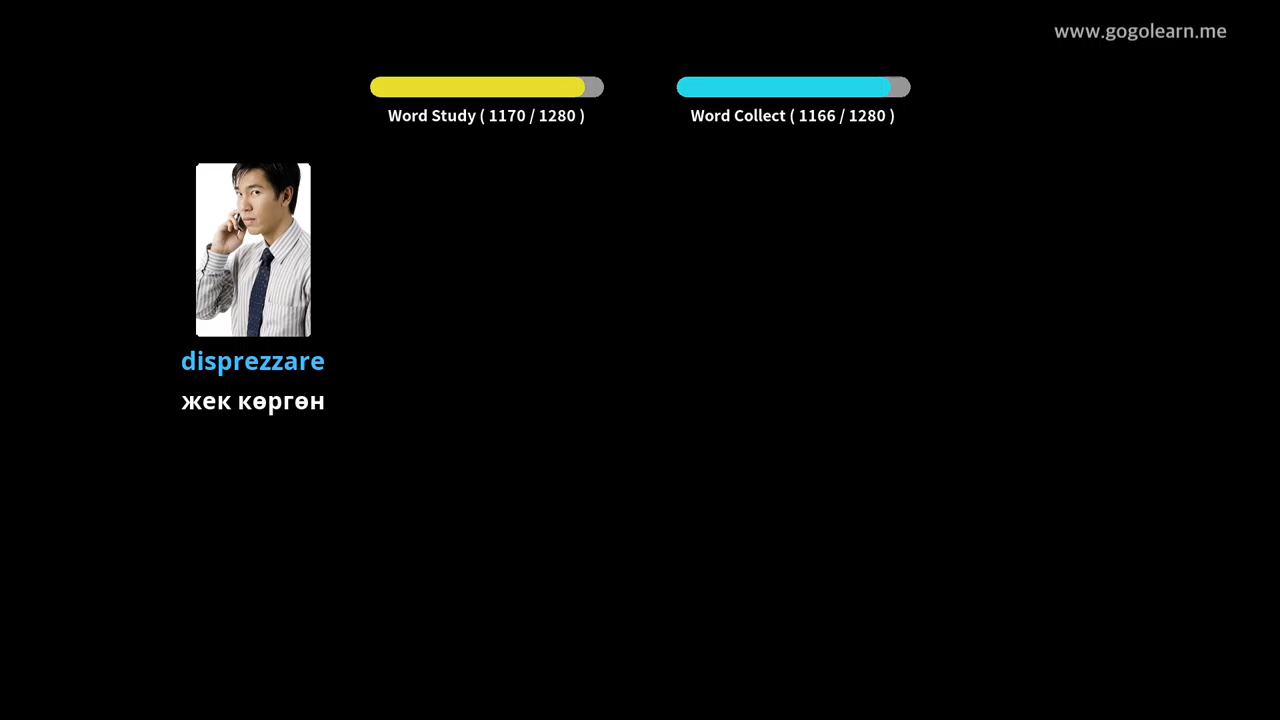 www.gogolearn.me
Word Study ( 1170 / 1280 )
Word Collect ( 1166 / 1280 )
disprezzare
жек көргөн